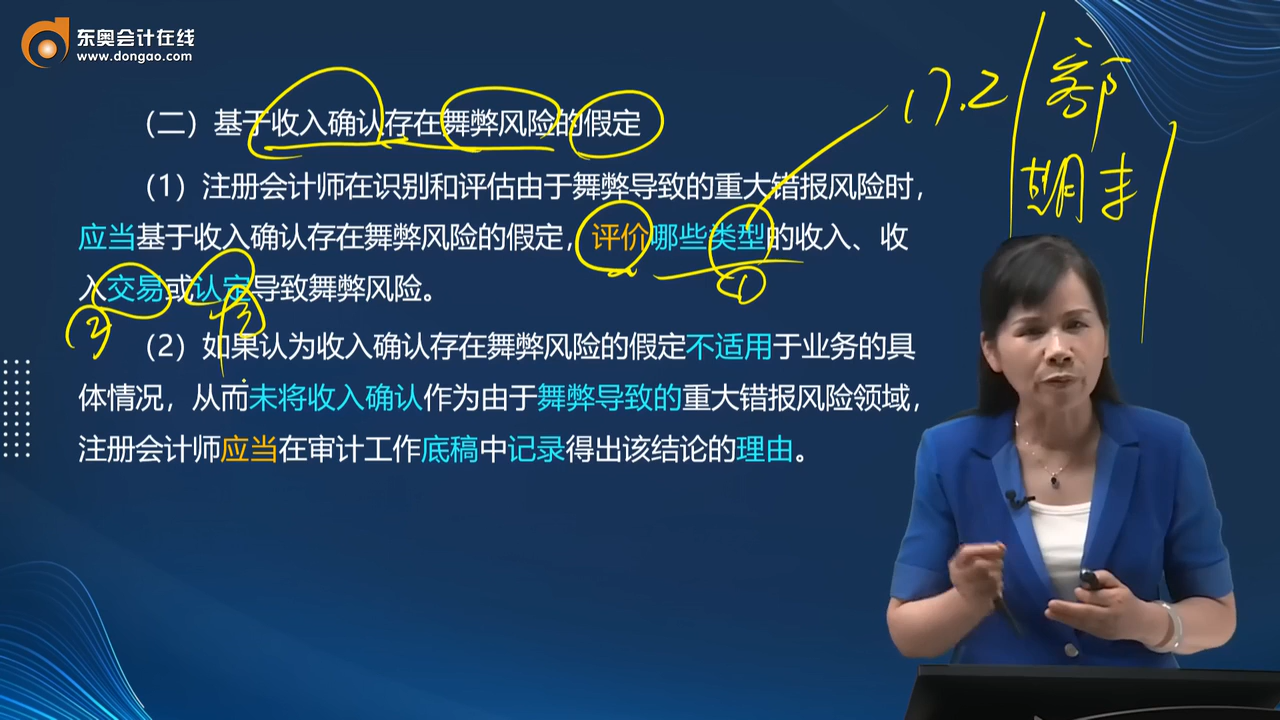 东奥会计在线
www.dongao.com
（二）基于收入确认存在舞弊风险的假定
（1）注册会计师在识别和评估由于舞弊导致的重大错报风险时，
应当基于收入确认存在舞弊风险的假定，评价哪些类型的收入、收
入交易或认定导致舞弊风险。
（2）如果认为收入确认存在舞弊风险的假定不适用于业务的具
体情况，从而未将收入确认作为由于舞弊导致的重大错报风险领域，
注册会计师应当在审计工作底稿中记录得出该结论的理由。
17.2
期末
①